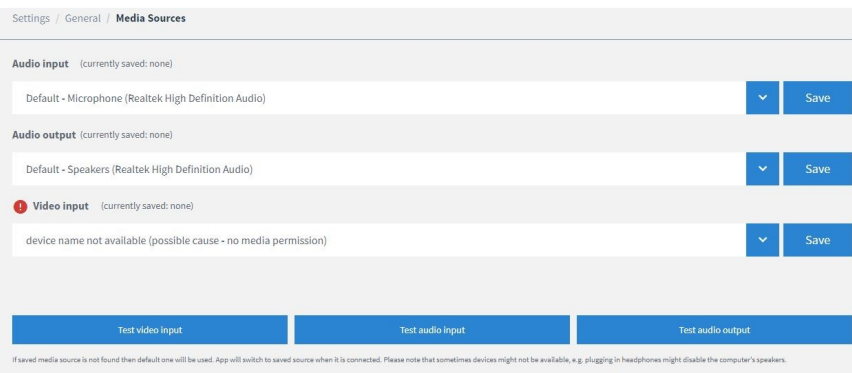 Settings / General / Media Sources
Audio input (currently saved: none)
Default - Microphone (Realtek High Definition Audio)
Save
Audio output (currently saved: none)
Default - Speakers (Realtek High Definition Audio)
Save
! Video input (currently saved: none)
device name not available (possible cause - no media permission)
Save
Test video input
Test audio input
Test audio output
If saved media source is not found then default one will be used. App will switch to saved source when it is connected. Please note that sometimes devices might not be available, e.g. plugging in headphones might disable the computer's speakers.